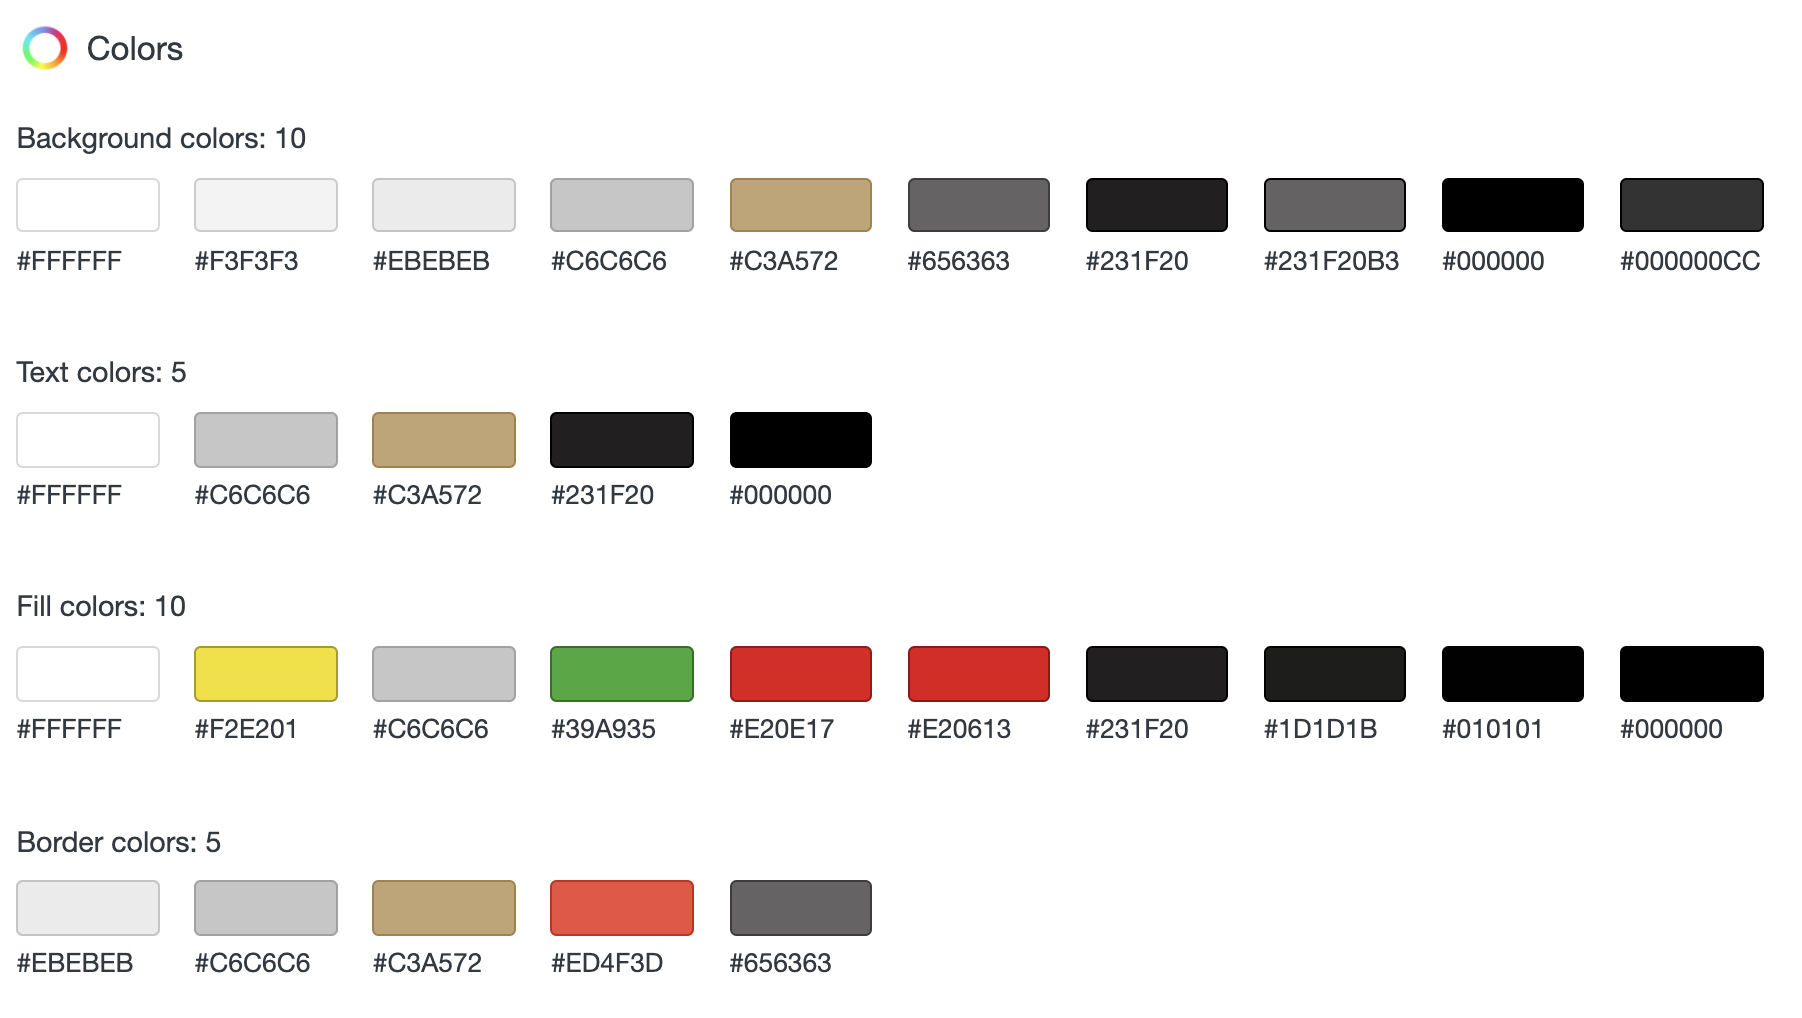 Colors
Background colors: 10
#FFFFFF #F3F3F3 #EBEBEB #C6C6C6 #C3A572 #656363 #231F20 #231F20B3 #000000 #000000CC
Text colors: 5
#FFFFFF #C6C6C6 #C3A572 #231F20 #000000
Fill colors: 10
#FFFFFF #F2E201 #C6C6C6 #39A935 #E20E17 #E20613 #231F20 #1D1D1B #010101 #000000
Border colors: 5
#EBEBEB #C6C6C6 #C3A572 #ED4F3D #656363